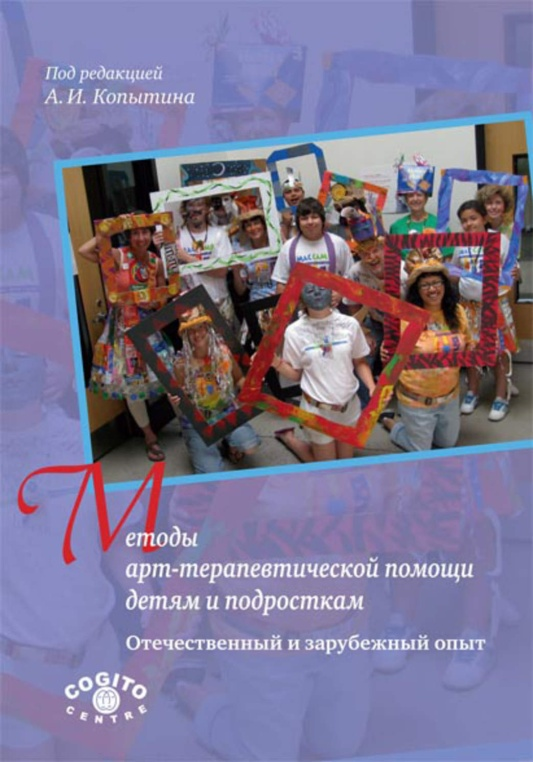 Под редакцией
А. И. Копытина
Методы
арт-терапевтической помощи
детям и подросткам
Отечественный и зарубежный опыт
COGITO
CENTRE